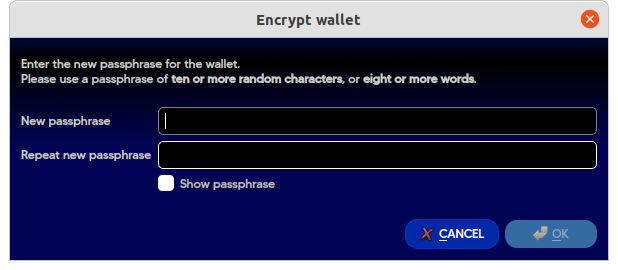 Encrypt wallet
Enter the new passphrase for the wallet.
Please use a passphrase of ten or more random characters, or eight or more words.
New passphrase
Repeat new passphrase
Show passphrase
CANCEL
OK